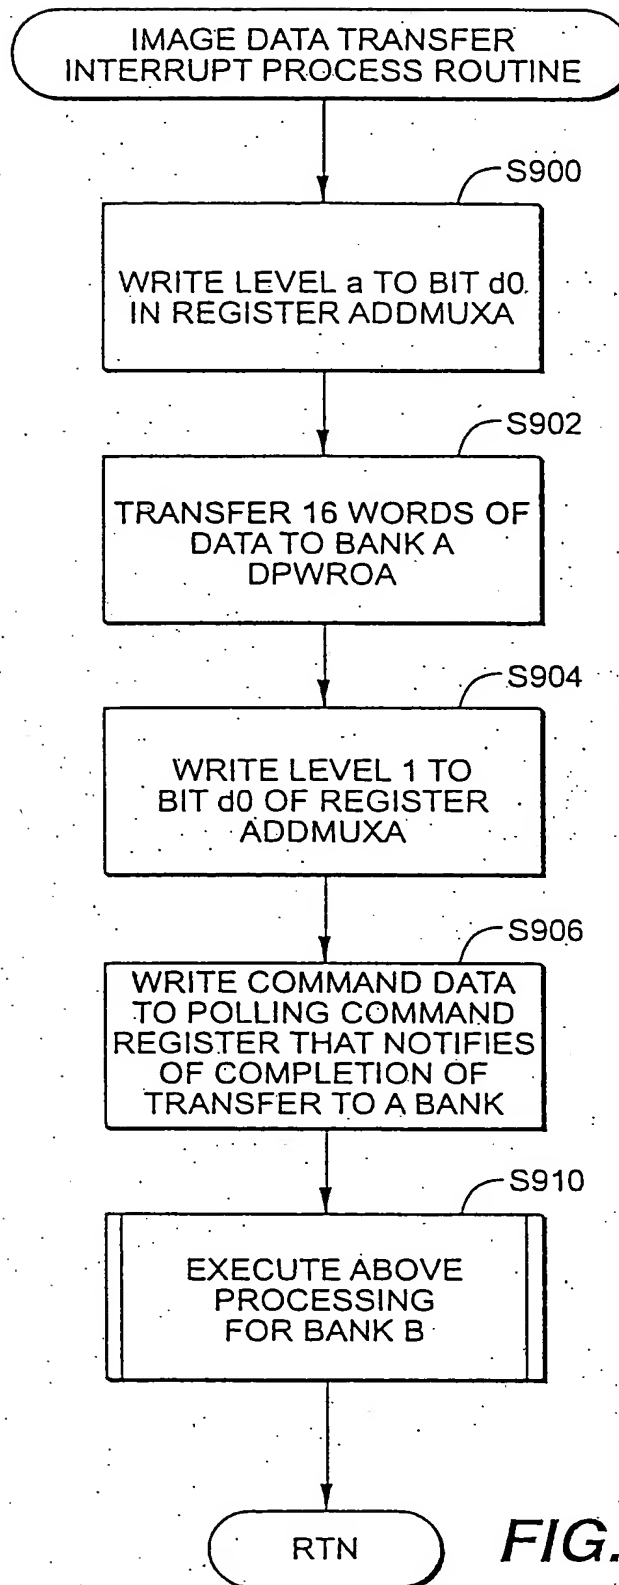 IMAGE DATA TRANSFER
INTERRUPT PROCESS ROUTINE
S900
WRITE LEVEL a TO BIT d0
IN REGISTER ADDMUXA
S902
TRANSFER 16 WORDS OF
DATA TO BANK A
DPWROA
S904
WRITE LEVEL 1 TO
BIT d0 OF REGISTER
ADDMUXA
S906
WRITE COMMAND DATA
TO POLLING COMMAND
REGISTER THAT NOTIFIES
OF COMPLETION OF
TRANSFER TO A BANK
S910
EXECUTE ABOVE
PROCESSING
FOR BANK B
RTN
FIG.